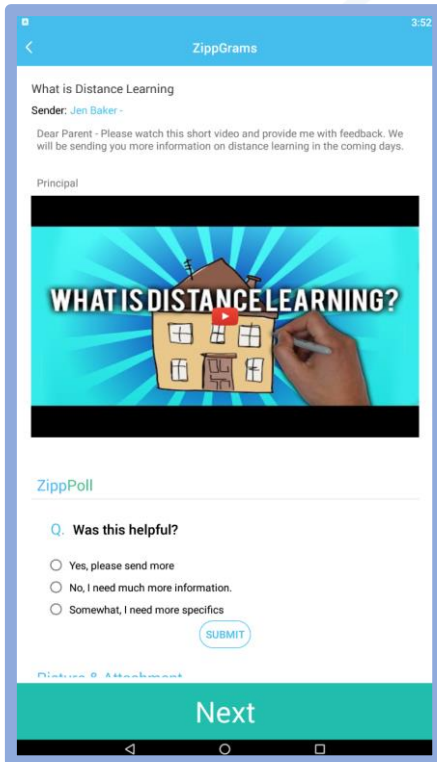 3:52
ZippGrams
What is Distance Learning
Sender: Jen Baker -
Dear Parent - Please watch this short video and provide me with feedback. We
will be sending you more information on distance learning in the coming days.
Principal
WHAT IS DISTANCE LEARNING?
ZippPoll
Q. Was this helpful?
Yes, please send more
No, I need much more information.
Somewhat, I need more specifics
SUBMIT
Picture & Attachment
Next